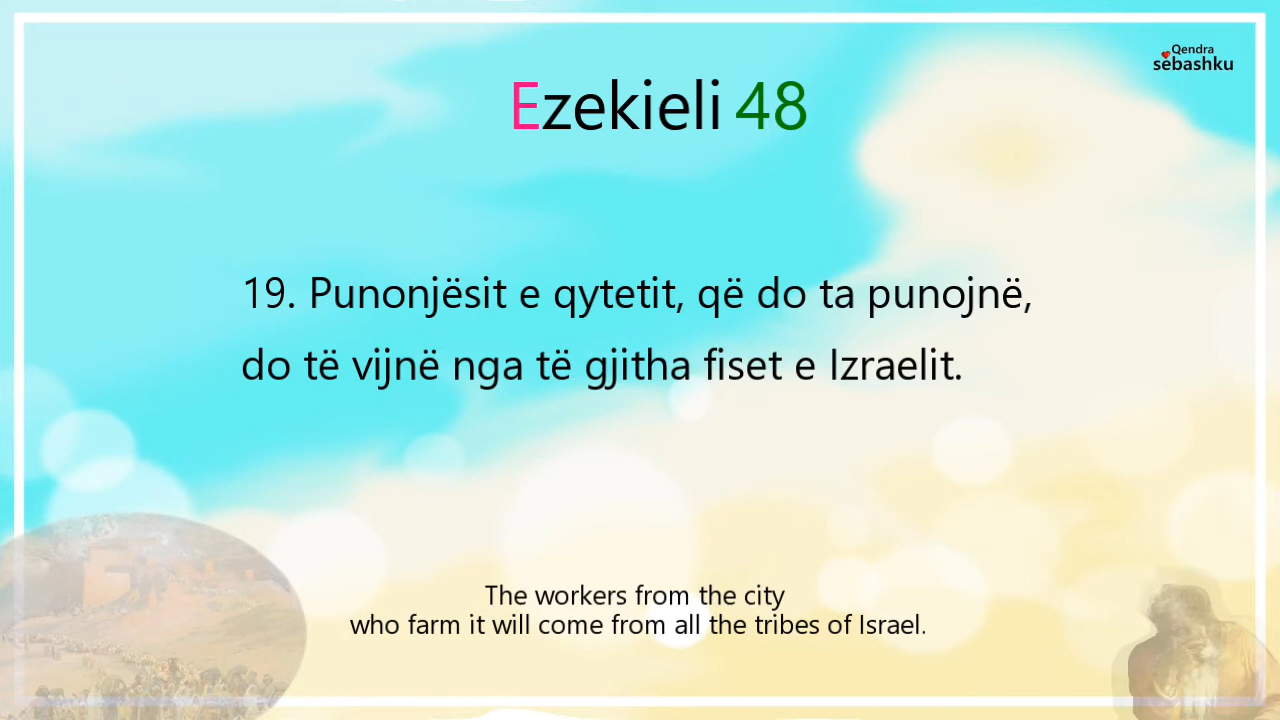 Qendra
sëbashku
Ezekieli 48
19. Punonjësit e qytetit, që do ta punojnë,
do të vijnë nga të gjitha fiset e Izraelit.
The workers from the city
who farm it will come from all the tribes of Israel.